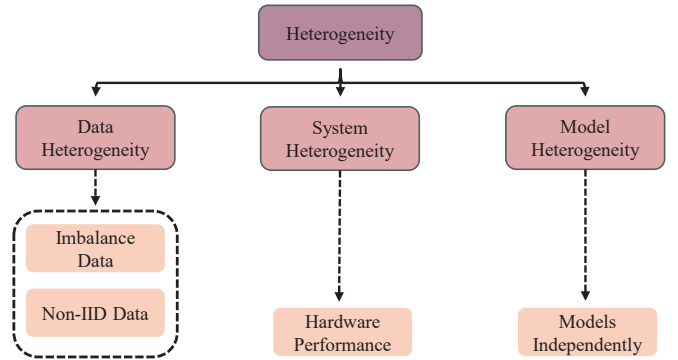 Heterogeneity
Data
Heterogeneity
System
Heterogeneity
Model
Heterogeneity
Imbalance
Data
Non-IID Data
Hardware
Performance
Models
Independently